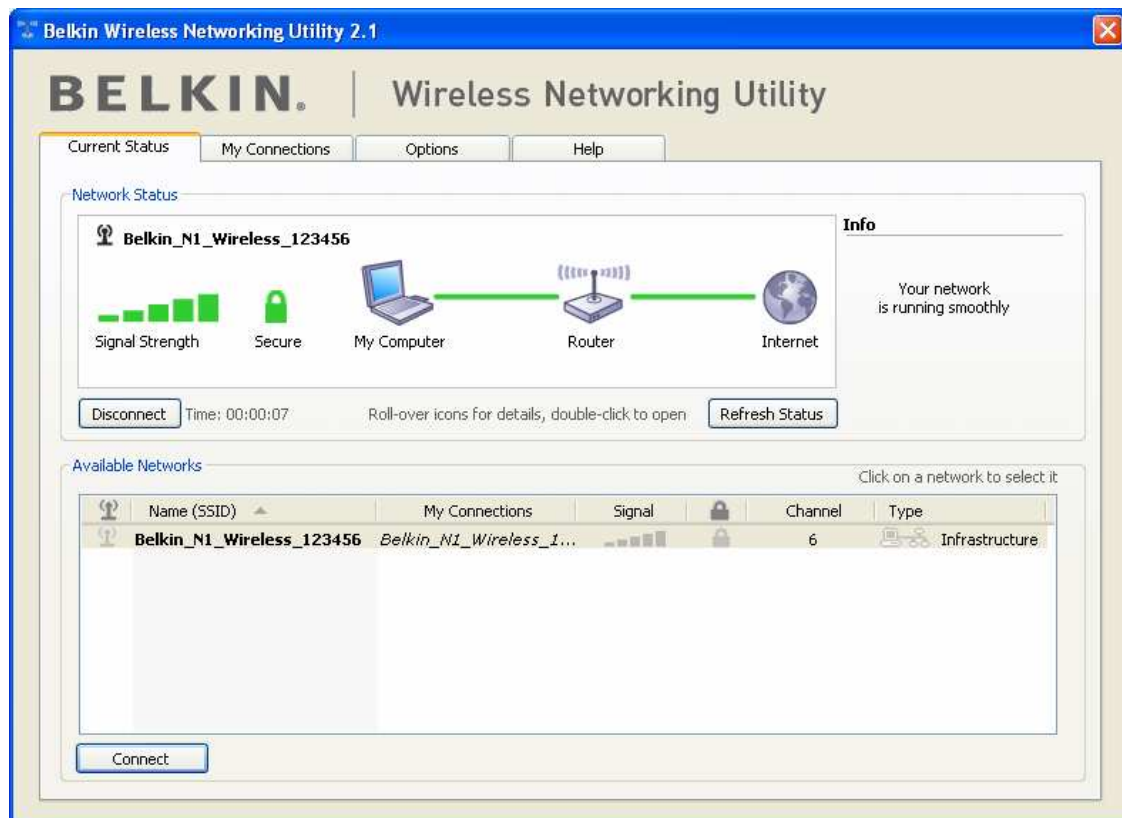 Belkin Wireless Networking Utility 2.1
BELKIN. Wireless Networking Utility
Current Status My Connections Options Help
Network Status
Belkin_N1_Wireless_123456
Info
Your network
is running smoothly
Signal Strength Secure My Computer Router Internet
Disconnect Time: 00:00:07 Roll-over icons for details, double-click to open Refresh Status
Available Networks
Click on a network to select it
Name (SSID) My Connections Signal Channel Type
Belkin_N1_Wireless_123456 Belkin_N1_Wireless_1... 6 Infrastructure
Connect